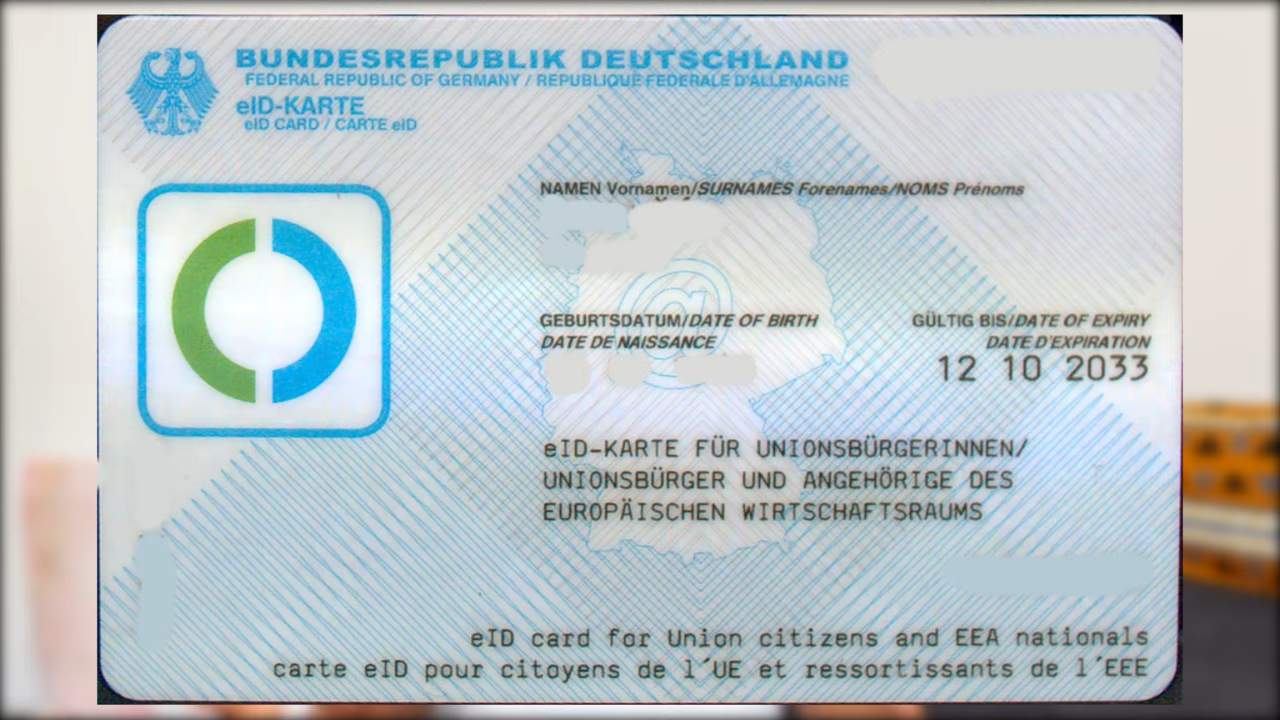 BUNDESREPUBLIK DEUTSCHLAND
FEDERAL REPUBLIC OF GERMANY / REPUBLIQUE FEDERALE D'ALLEMAGNE
eID-KARTE
eID CARD / CARTE eID
NAMEN Vornamen/SURNAMES Forenames/NOMS Prénoms
@
GEBURTSDATUM/DATE OF BIRTH
DATE DE NAISSANCE
GÜLTIG BIS/DATE OF EXPIRY
DATE D'EXPIRATION
12 10 2033
eID-KARTE FÜR UNIONSBÜRGERINNEN/
UNIONSBÜRGER UND ANGEHÖRIGE DES
EUROPÄISCHEN WIRTSCHAFTSRAUMS
eID card for Union citizens and EEA nationals
carte eID pour citoyens de l´UE et ressortissants de l´EEE